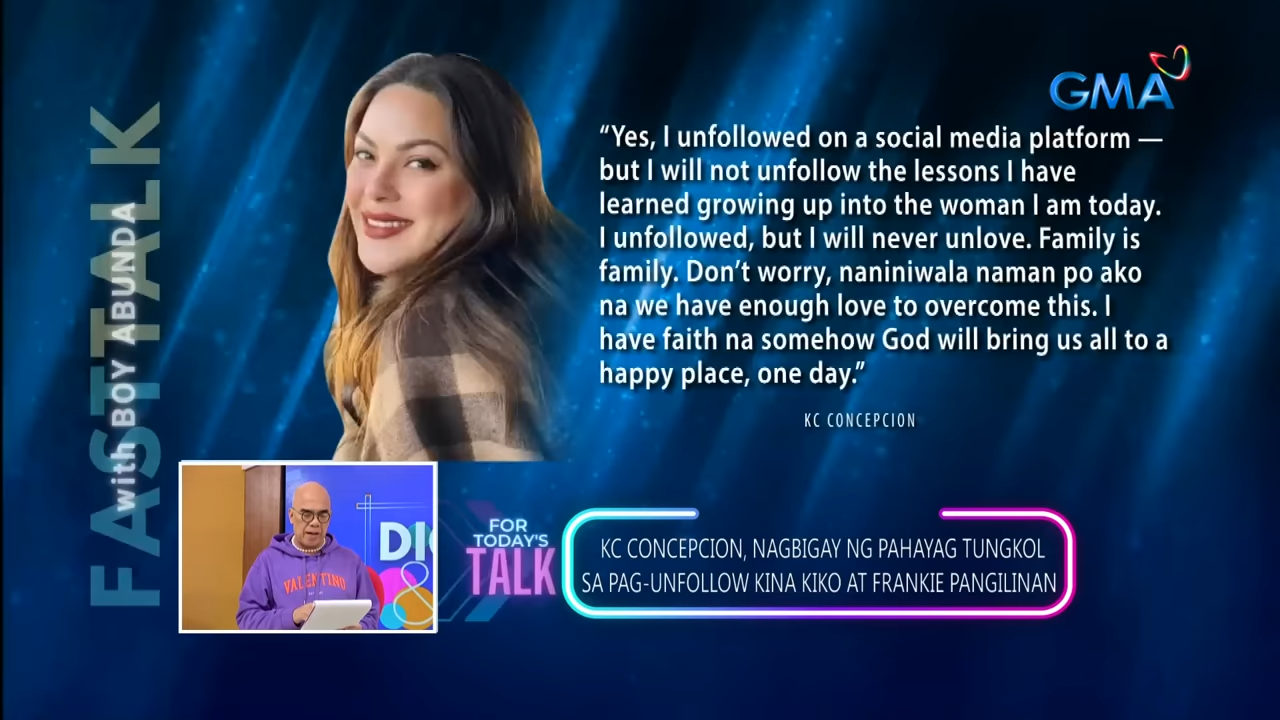 GMA
FAST TALK
with BOY ABUNDA
“Yes, I unfollowed on a social media platform —
but I will not unfollow the lessons I have
learned growing up into the woman I am today.
I unfollowed, but I will never unlove. Family is
family. Don’t worry, naniniwala naman po ako
na we have enough love to overcome this. I
have faith na somehow God will bring us all to a
happy place, one day.”
KC CONCEPCION
VALENTINO
&
FOR
TODAY'S
TALK
KC CONCEPCION, NAGBIGAY NG PAHAYAG TUNGKOL
SA PAG-UNFOLLOW KINA KIKO AT FRANKIE PANGILINAN